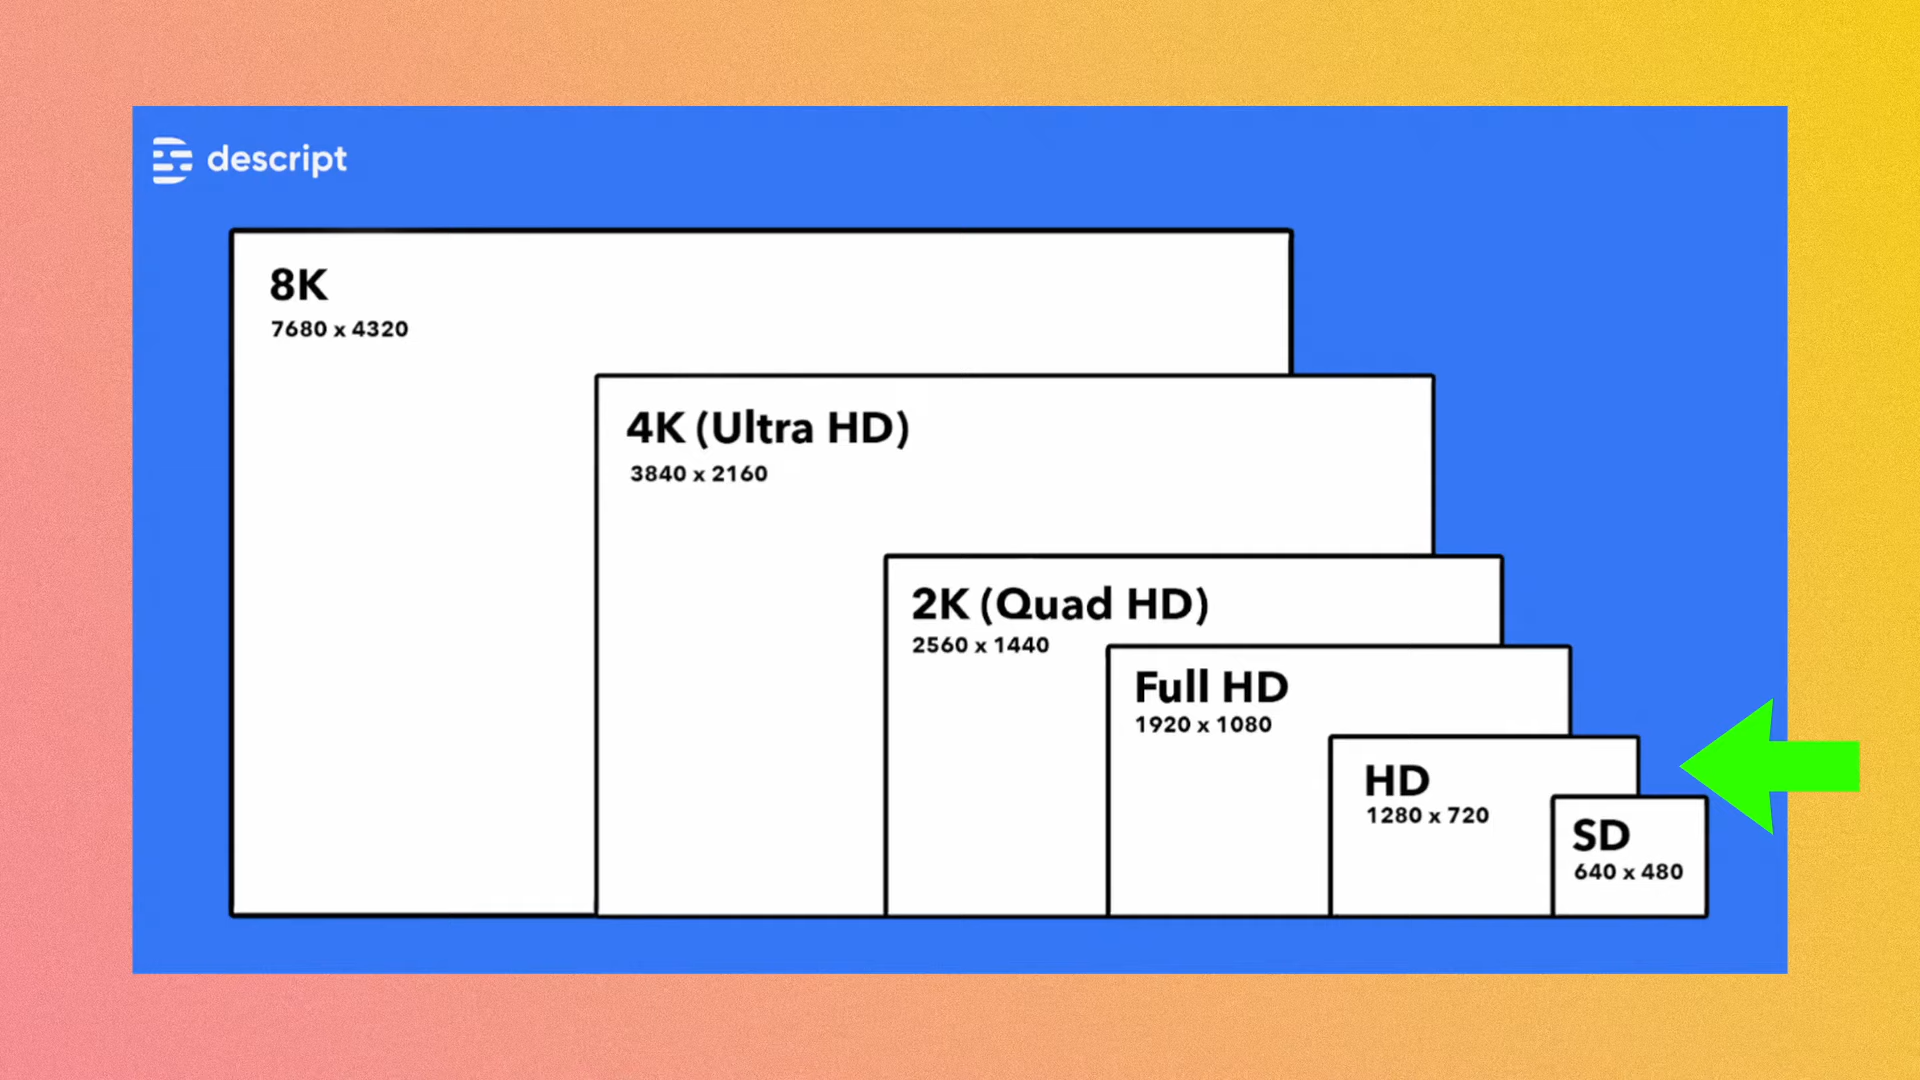 descript
8K
7680 x 4320
4K (Ultra HD)
3840 x 2160
2K (Quad HD)
2560 x 1440
Full HD
1920 x 1080
HD
1280 x 720
SD
640 x 480